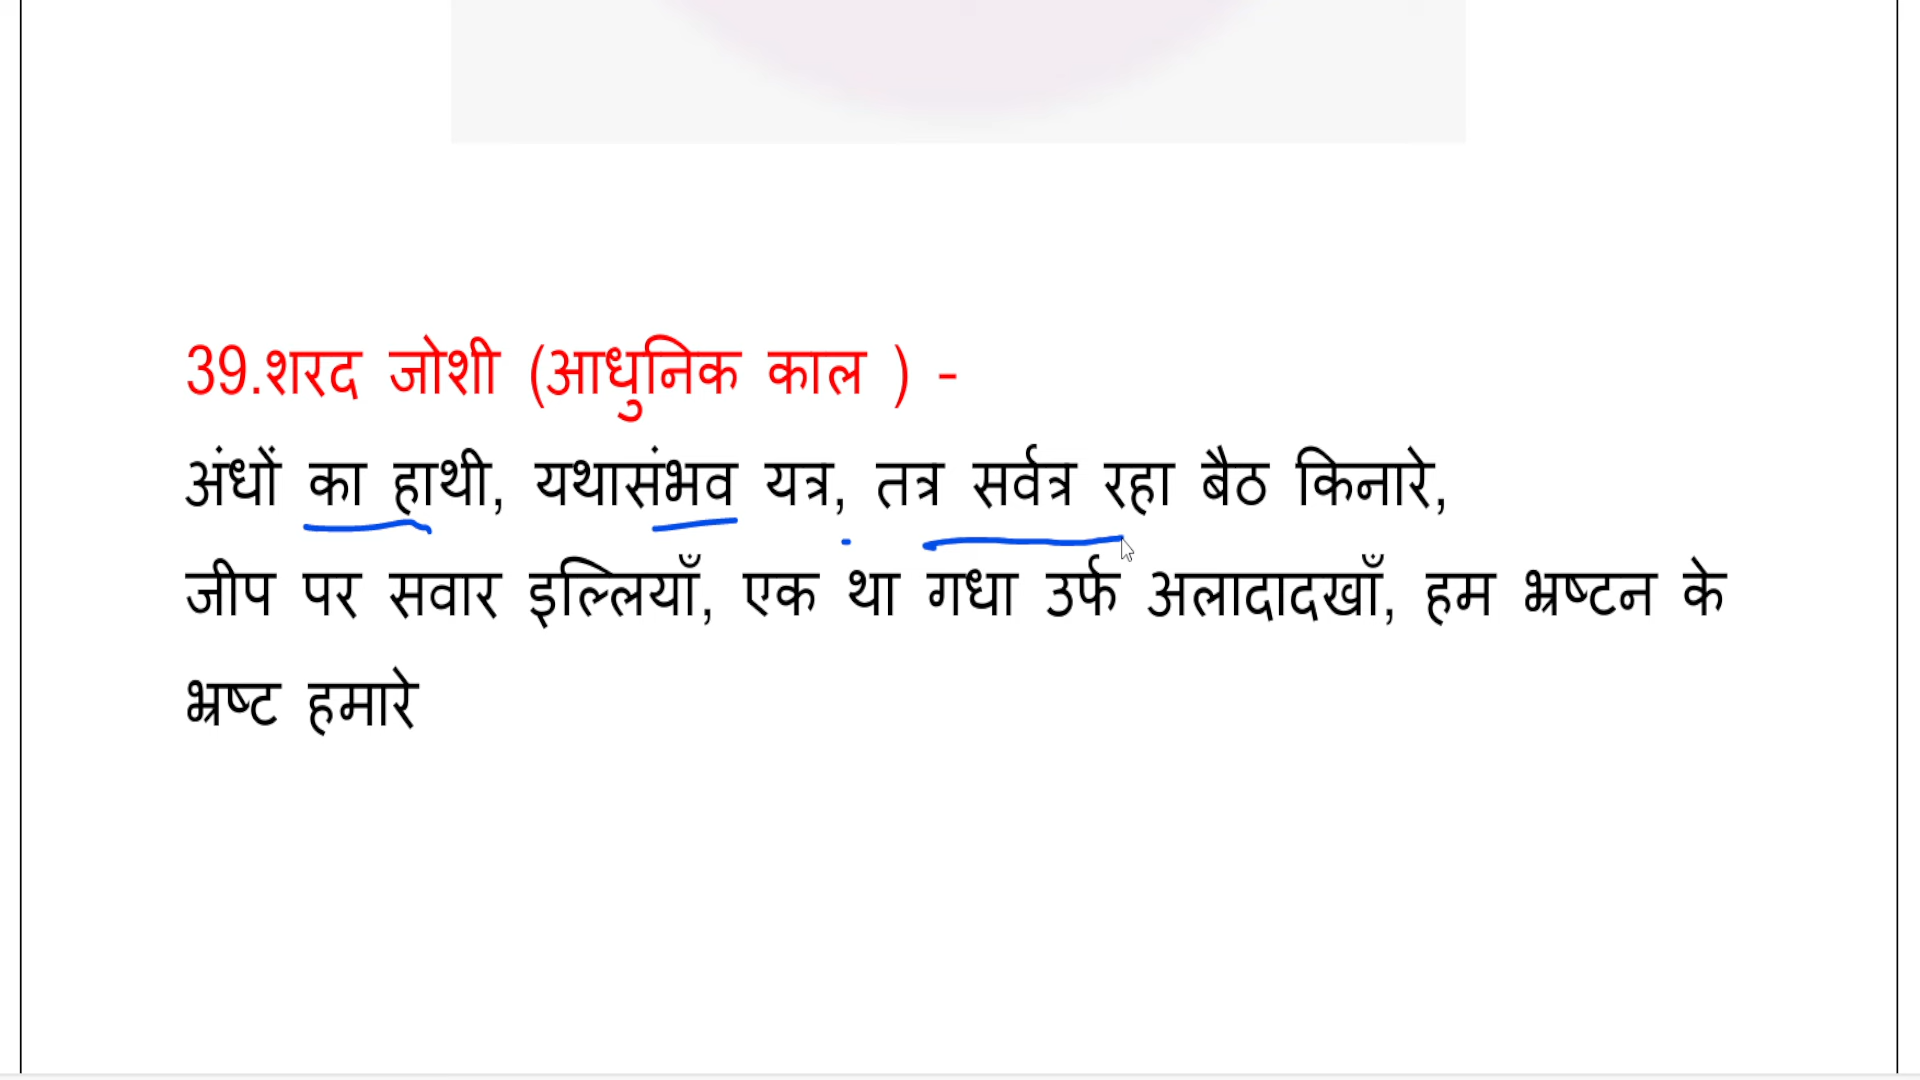 39.शरद जोशी (आधुनिक काल ) -
अंधों का हाथी, यथासंभव यत्र, तत्र सर्वत्र रहा बैठ किनारे,
जीप पर सवार इल्लियाँ, एक था गधा उर्फ अलादादखाँ, हम भ्रष्टन के
भ्रष्ट हमारे